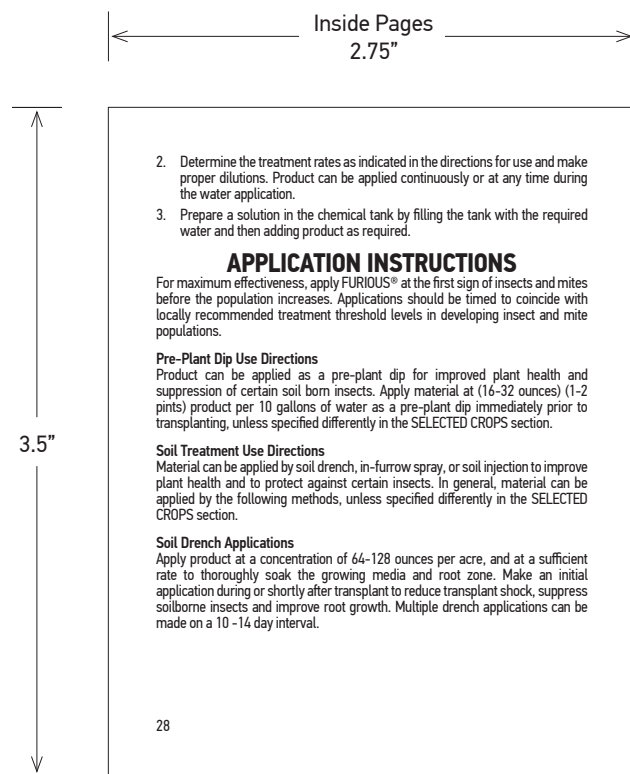 Inside Pages
2.75”
3.5”
2. Determine the treatment rates as indicated in the directions for use and make
proper dilutions. Product can be applied continuously or at any time during
the water application.
3. Prepare a solution in the chemical tank by filling the tank with the required
water and then adding product as required.
APPLICATION INSTRUCTIONS
For maximum effectiveness, apply FURIOUS® at the first sign of insects and mites
before the population increases. Applications should be timed to coincide with
locally recommended treatment threshold levels in developing insect and mite
populations.
Pre-Plant Dip Use Directions
Product can be applied as a pre-plant dip for improved plant health and
suppression of certain soil born insects. Apply material at (16-32 ounces) (1-2
pints) product per 10 gallons of water as a pre-plant dip immediately prior to
transplanting, unless specified differently in the SELECTED CROPS section.
Soil Treatment Use Directions
Material can be applied by soil drench, in-furrow spray, or soil injection to improve
plant health and to protect against certain insects. In general, material can be
applied by the following methods, unless specified differently in the SELECTED
CROPS section.
Soil Drench Applications
Apply product at a concentration of 64-128 ounces per acre, and at a sufficient
rate to thoroughly soak the growing media and root zone. Make an initial
application during or shortly after transplant to reduce transplant shock, suppress
soilborne insects and improve root growth. Multiple drench applications can be
made on a 10 -14 day interval.
28